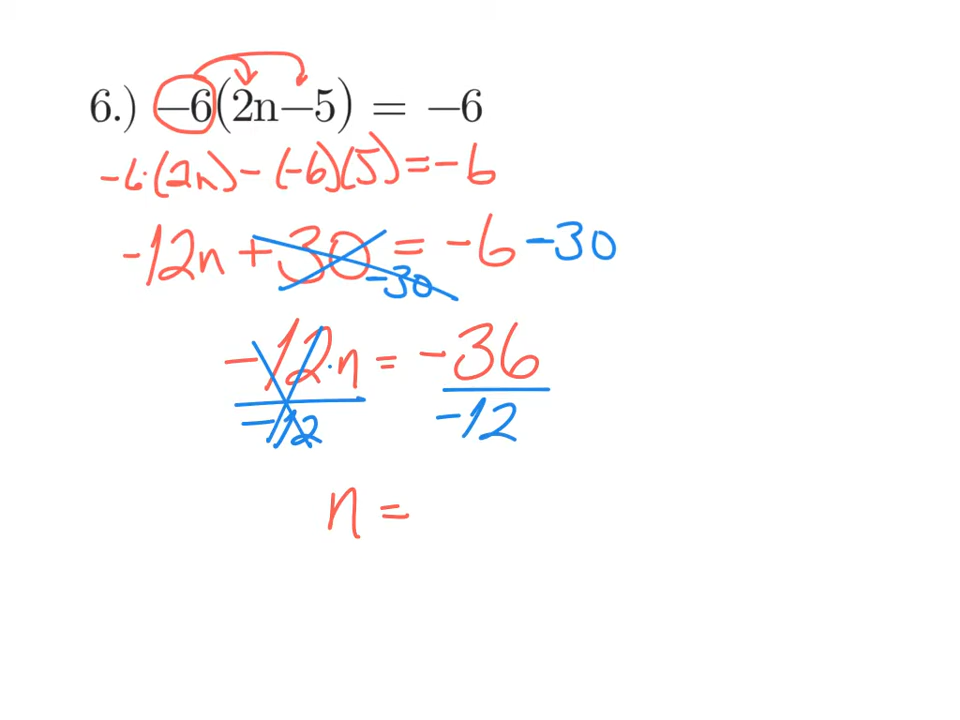 6.) −6(2n−5) = −6
-6·(2n) - (-6)(5) = -6
-12n +30 = -6 -30
-30
-12·n = -36
-12 -12
n =